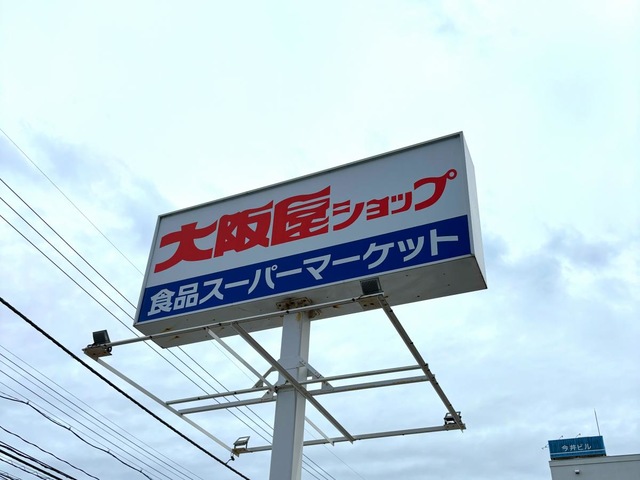 大阪屋ショップ
食品スーパーマーケット
今井ビル